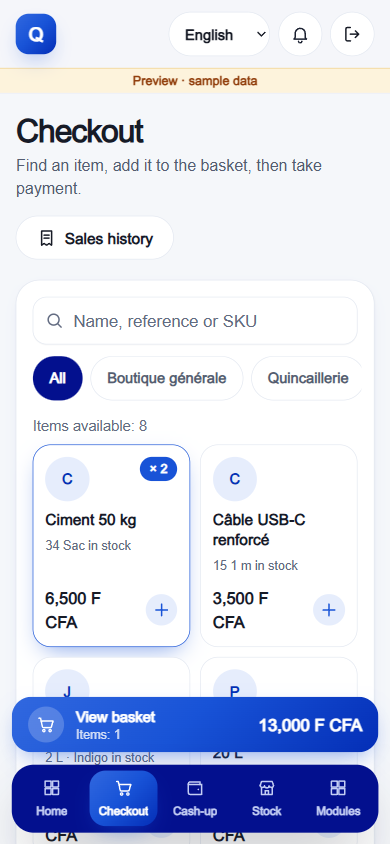 Q
English
Preview · sample data
Checkout
Find an item, add it to the basket, then take
payment.
Sales history
Name, reference or SKU
All
Boutique générale
Quincaillerie
Items available: 8
C
× 2
Ciment 50 kg
34 Sac in stock
6,500 F
CFA
C
Câble USB-C
renforcé
15 1 m in stock
3,500 F
CFA
J
P
View basket
Items: 1
13,000 F CFA
2 L · Indigo in stock
20 L
Home
Checkout
Cash-up
Stock
Modules
CFA
CFA